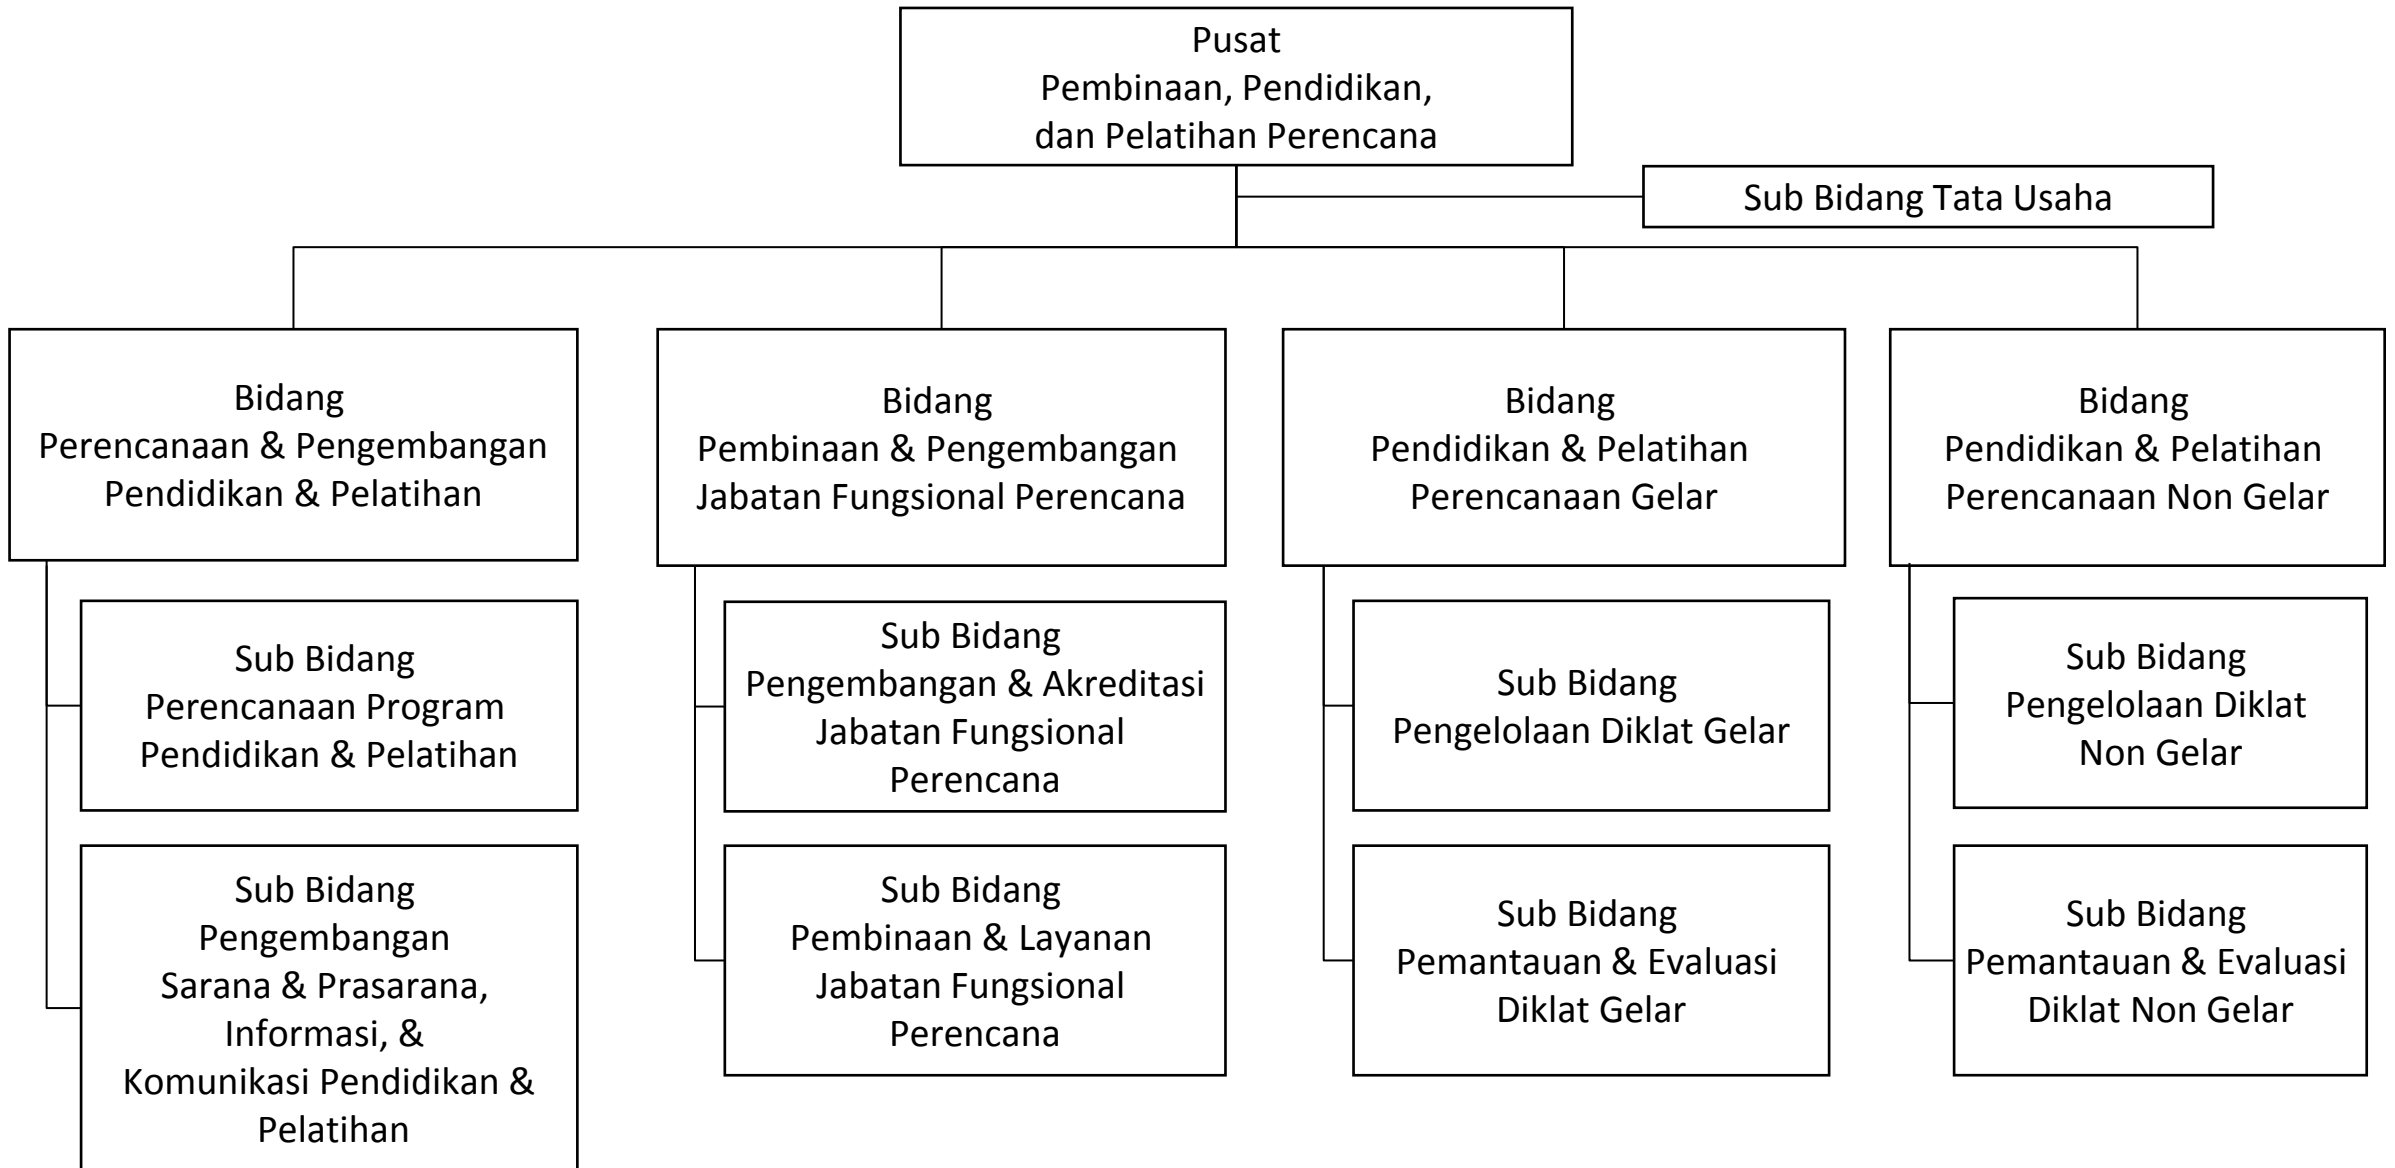 Pusat
Pembinaan, Pendidikan,
dan Pelatihan Perencana
Sub Bidang Tata Usaha
Bidang
Perencanaan & Pengembangan
Pendidikan & Pelatihan
Bidang
Pembinaan & Pengembangan
Jabatan Fungsional Perencana
Bidang
Pendidikan & Pelatihan
Perencanaan Gelar
Bidang
Pendidikan & Pelatihan
Perencanaan Non Gelar
Sub Bidang
Perencanaan Program
Pendidikan & Pelatihan
Sub Bidang
Pengembangan & Akreditasi
Jabatan Fungsional
Perencana
Sub Bidang
Pengelolaan Diklat Gelar
Sub Bidang
Pengelolaan Diklat
Non Gelar
Sub Bidang
Pengembangan
Sarana & Prasarana,
Informasi, &
Komunikasi Pendidikan &
Pelatihan
Sub Bidang
Pembinaan & Layanan
Jabatan Fungsional
Perencana
Sub Bidang
Pemantauan & Evaluasi
Diklat Gelar
Sub Bidang
Pemantauan & Evaluasi
Diklat Non Gelar